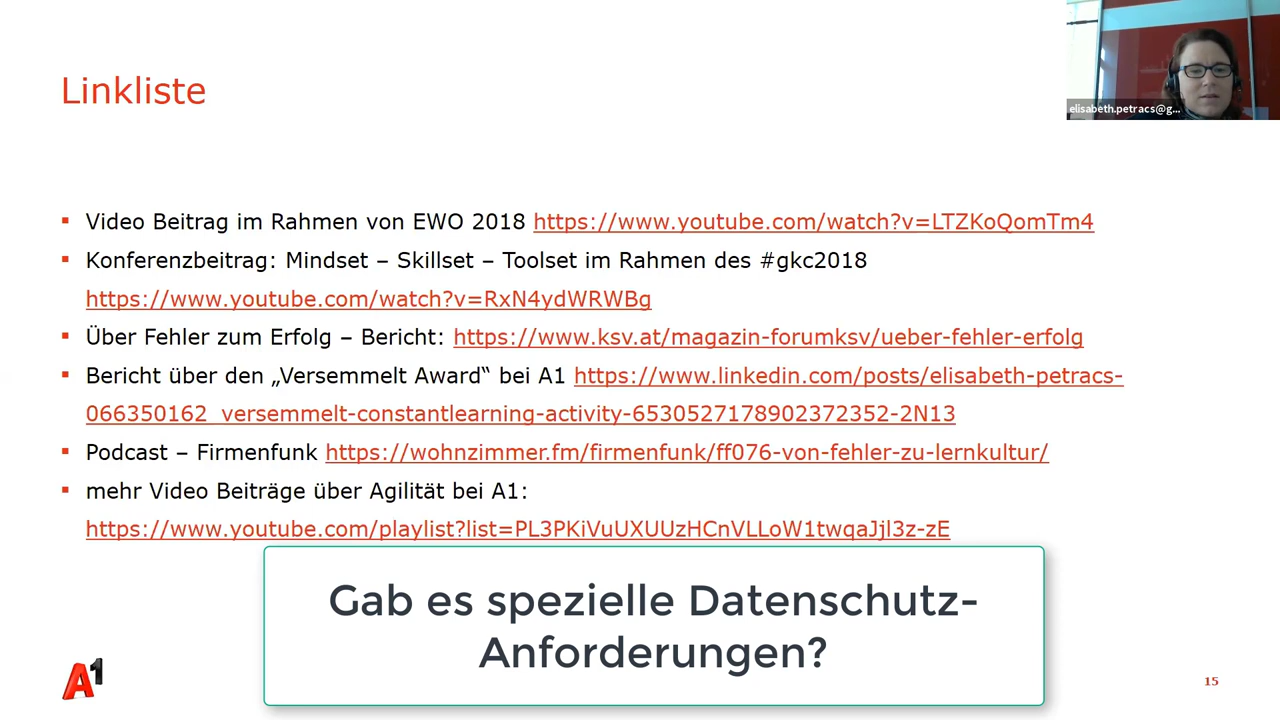 elisabeth.petracs@g...
Linkliste
Video Beitrag im Rahmen von EWO 2018 https://www.youtube.com/watch?v=LTZKoQomTm4
Konferenzbeitrag: Mindset – Skillset – Toolset im Rahmen des #gkc2018
https://www.youtube.com/watch?v=RxN4ydWRWBg
Über Fehler zum Erfolg – Bericht: https://www.ksv.at/magazin-forumksv/ueber-fehler-erfolg
Bericht über den „Versemmelt Award“ bei A1 https://www.linkedin.com/posts/elisabeth-petracs-
066350162_versemmelt-constantlearning-activity-6530527178902372352-2N13
Podcast – Firmenfunk https://wohnzimmer.fm/firmenfunk/ff076-von-fehler-zu-lernkultur/
mehr Video Beiträge über Agilität bei A1:
https://www.youtube.com/playlist?list=PL3PKiVuUXUUzHCnVLLoW1twqaJjl3z-zE
Gab es spezielle Datenschutz-
Anforderungen?
A1
15